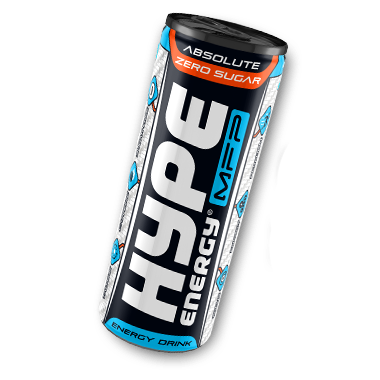 ABSOLUTE
ZERO SUGAR
HYPE
ENERGY®
MFP
ENERGY DRINK